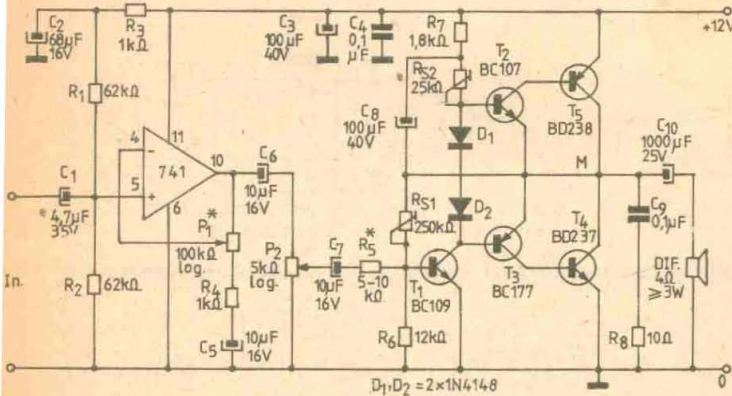 C2
68µF
16V
R3
1kΩ
C3
100µF
40V
C4
0,1
µF
R7
1,8kΩ
T2
BC107
+12V
RS2
25kΩ
R1
62kΩ
C8
100µF
40V
T5
BD238
4
11
D1
C10
1000µF
25V
741
10
C6
10µF
16V
M
C1
4,7µF
35V
5
6
P1*
100kΩ
log.
RS1
250kΩ
D2
C9
0,1µF
P2
5kΩ
log.
C7
10µF
16V
R5*
5-10
kΩ
T4
BD237
DIF.
4Ω
⩾3W
In.
R2
62kΩ
R4
1kΩ
T1
BC109
T3
BC177
C5
10µF
16V
R6
12kΩ
R8
10Ω
D1,D2 = 2×1N4148
0